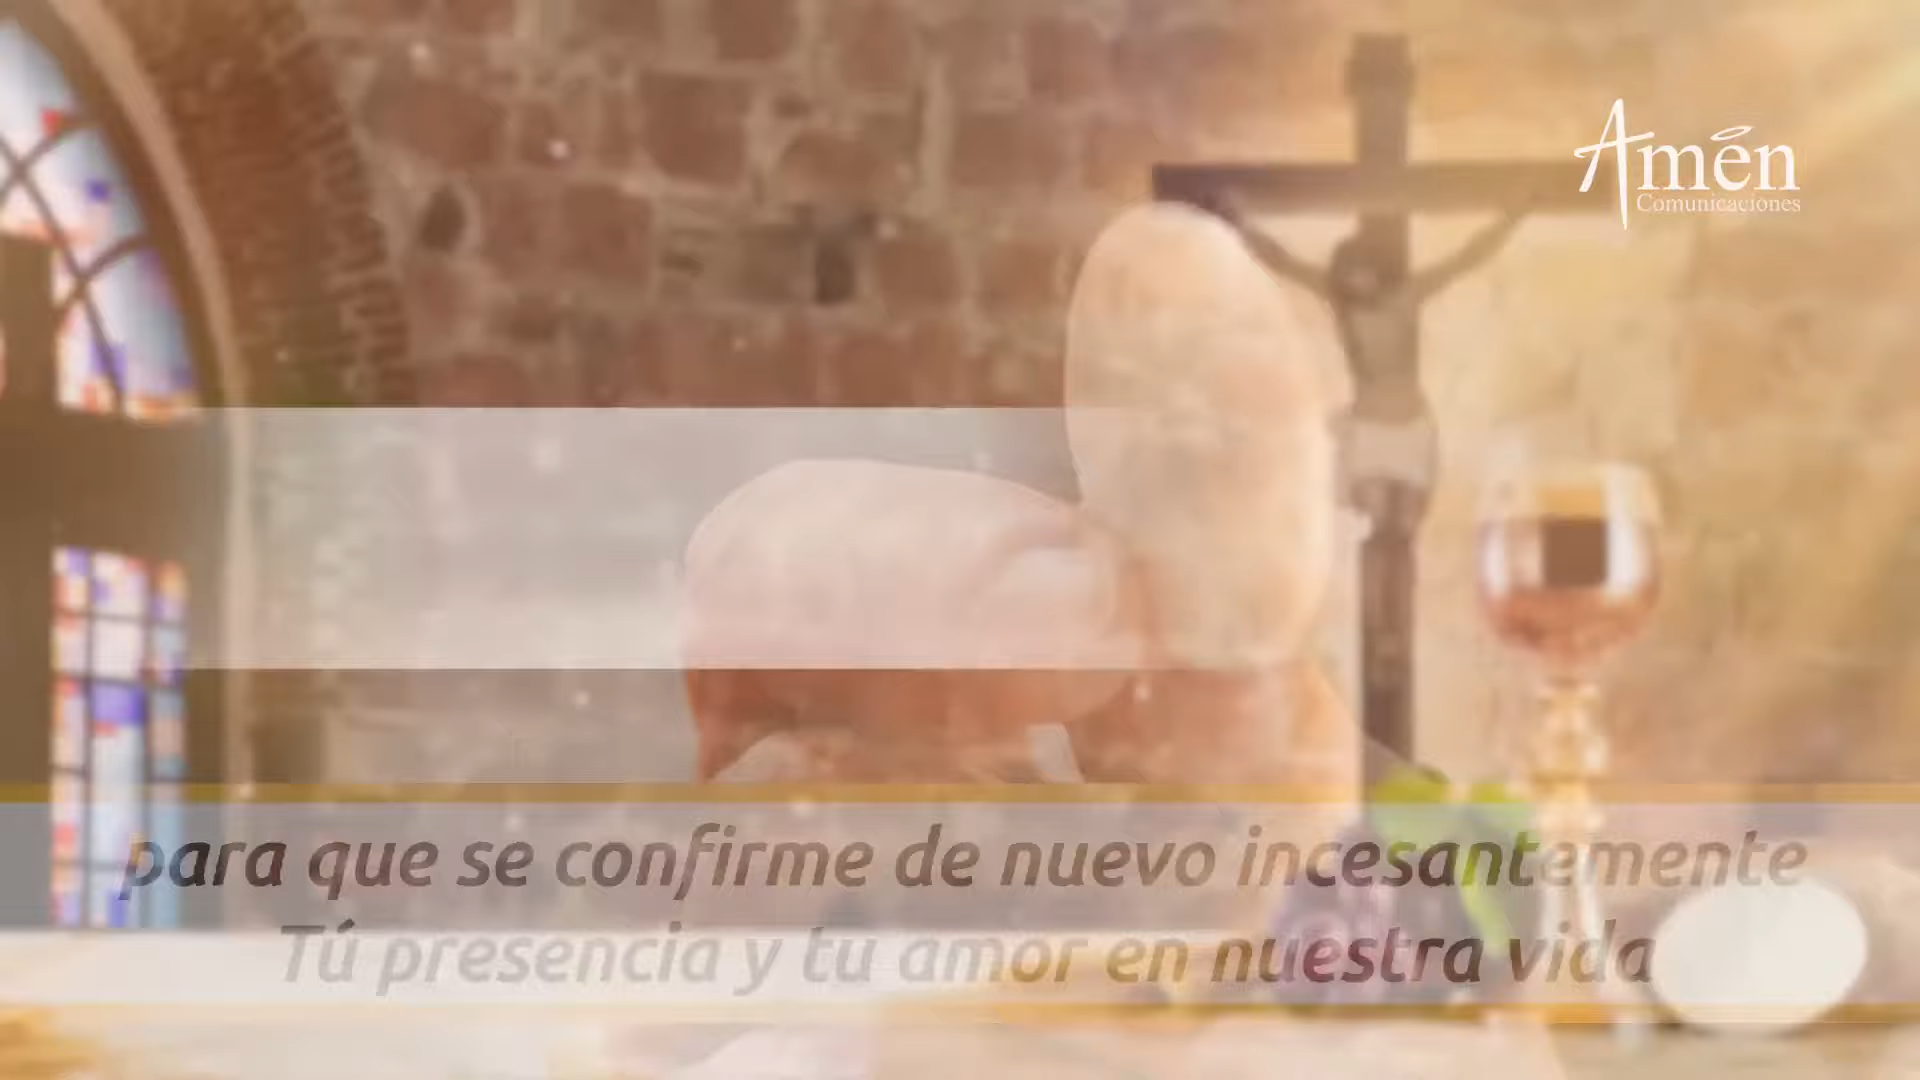 Amén
Comunicaciones
para que se confirme de nuevo incesantemente
Tú presencia y tu amor en nuestra vida